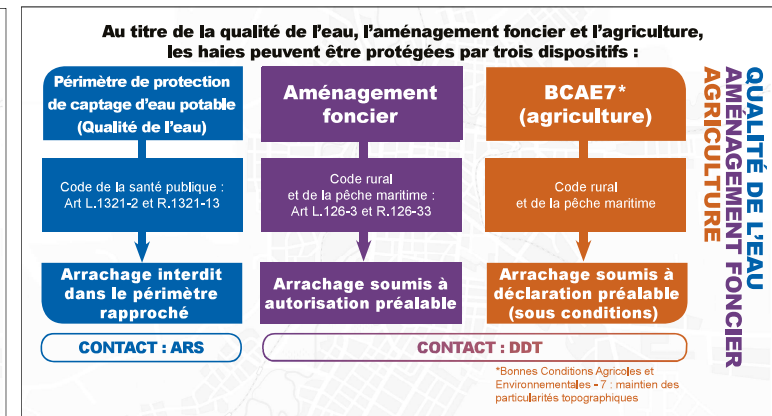 Au titre de la qualité de l'eau, l'aménagement foncier et l'agriculture,
les haies peuvent être protégées par trois dispositifs :
Périmètre de protection
de captage d'eau potable
(Qualité de l'eau)
Code de la santé publique :
Art L.1321-2 et R.1321-13
Arrachage interdit
dans le périmètre
rapproché
CONTACT : ARS
Aménagement
foncier
Code rural
et de la pêche maritime :
Art L.126-3 et R.126-33
Arrachage soumis à
autorisation préalable
BCAE7*
(agriculture)
Code rural
et de la pêche maritime
Arrachage soumis à
déclaration préalable
(sous conditions)
CONTACT : DDT
*Bonnes Conditions Agricoles et
Environnementales - 7 : maintien des
particularités topographiques
QUALITÉ DE L'EAU
AMÉNAGEMENT FONCIER
AGRICULTURE